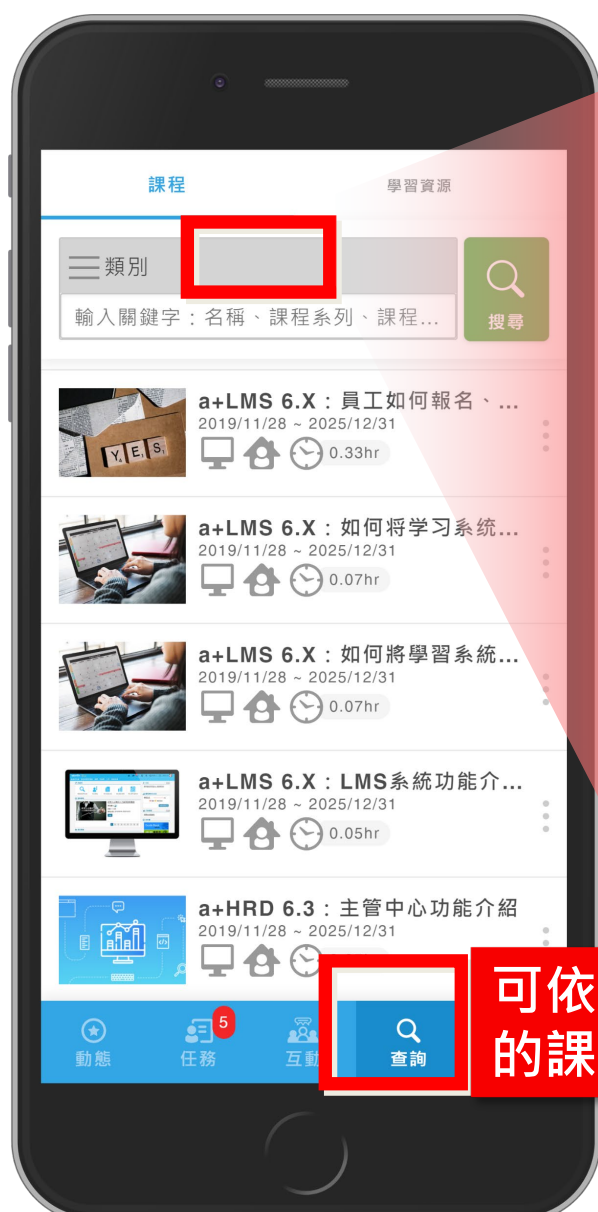 課程
學習資源
類別
輸入關鍵字：名稱、課程系列、課程...
搜尋
YES
a+LMS 6.X：員工如何報名、...
2019/11/28 ~ 2025/12/31
0.33hr
a+LMS 6.X：如何将学习系统...
2019/11/28 ~ 2025/12/31
0.07hr
a+LMS 6.X：如何將學習系統...
2019/11/28 ~ 2025/12/31
0.07hr
a+LMS 6.X：LMS系統功能介...
2019/11/28 ~ 2025/12/31
0.05hr
a+HRD 6.3：主管中心功能介紹
2019/11/28 ~ 2025/12/31
可依
的課
動態
5
任務
互動
查詢